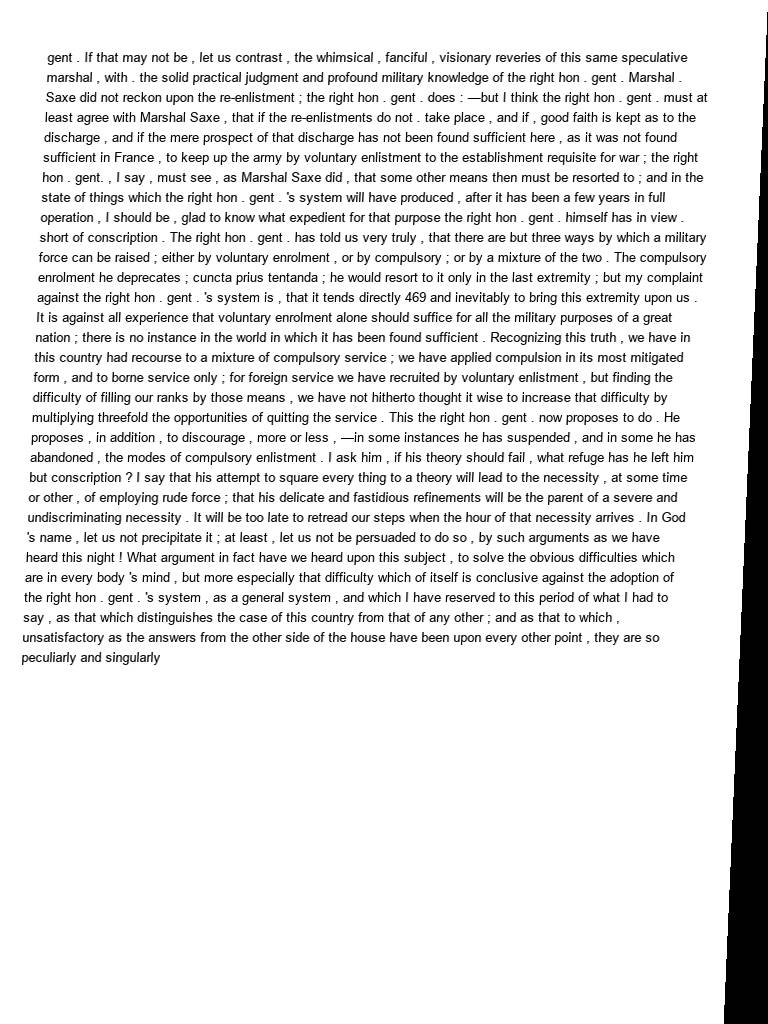 gent . If that may not be , let us contrast , the whimsical , fanciful , visionary reveries of this same speculative
marshal , with . the solid practical judgment and profound military knowledge of the right hon . gent . Marshal .
Saxe did not reckon upon the re-enlistment ; the right hon . gent . does : —but I think the right hon . gent . must at
least agree with Marshal Saxe , that if the re-enlistments do not . take place , and if , good faith is kept as to the
discharge , and if the mere prospect of that discharge has not been found sufficient here , as it was not found
sufficient in France , to keep up the army by voluntary enlistment to the establishment requisite for war ; the right
hon . gent. , I say , must see , as Marshal Saxe did , that some other means then must be resorted to ; and in the
state of things which the right hon . gent . 's system will have produced , after it has been a few years in full
operation , I should be , glad to know what expedient for that purpose the right hon . gent . himself has in view .
short of conscription . The right hon . gent . has told us very truly , that there are but three ways by which a military
force can be raised ; either by voluntary enrolment , or by compulsory ; or by a mixture of the two . The compulsory
enrolment he deprecates ; cuncta prius tentanda ; he would resort to it only in the last extremity ; but my complaint
against the right hon . gent . 's system is , that it tends directly 469 and inevitably to bring this extremity upon us .
It is against all experience that voluntary enrolment alone should suffice for all the military purposes of a great
nation ; there is no instance in the world in which it has been found sufficient . Recognizing this truth , we have in
this country had recourse to a mixture of compulsory service ; we have applied compulsion in its most mitigated
form , and to borne service only ; for foreign service we have recruited by voluntary enlistment , but finding the
difficulty of filling our ranks by those means , we have not hitherto thought it wise to increase that difficulty by
multiplying threefold the opportunities of quitting the service . This the right hon . gent . now proposes to do . He
proposes , in addition , to discourage , more or less , —in some instances he has suspended , and in some he has
abandoned , the modes of compulsory enlistment . I ask him , if his theory should fail , what refuge has he left him
but conscription ? I say that his attempt to square every thing to a theory will lead to the necessity , at some time
or other , of employing rude force ; that his delicate and fastidious refinements will be the parent of a severe and
undiscriminating necessity . It will be too late to retread our steps when the hour of that necessity arrives . In God
's name , let us not precipitate it ; at least , let us not be persuaded to do so , by such arguments as we have
heard this night ! What argument in fact have we heard upon this subject , to solve the obvious difficulties which
are in every body 's mind , but more especially that difficulty which of itself is conclusive against the adoption of
the right hon . gent . 's system , as a general system , and which I have reserved to this period of what I had to
say , as that which distinguishes the case of this country from that of any other ; and as that to which ,
unsatisfactory as the answers from the other side of the house have been upon every other point , they are so
peculiarly and singularly